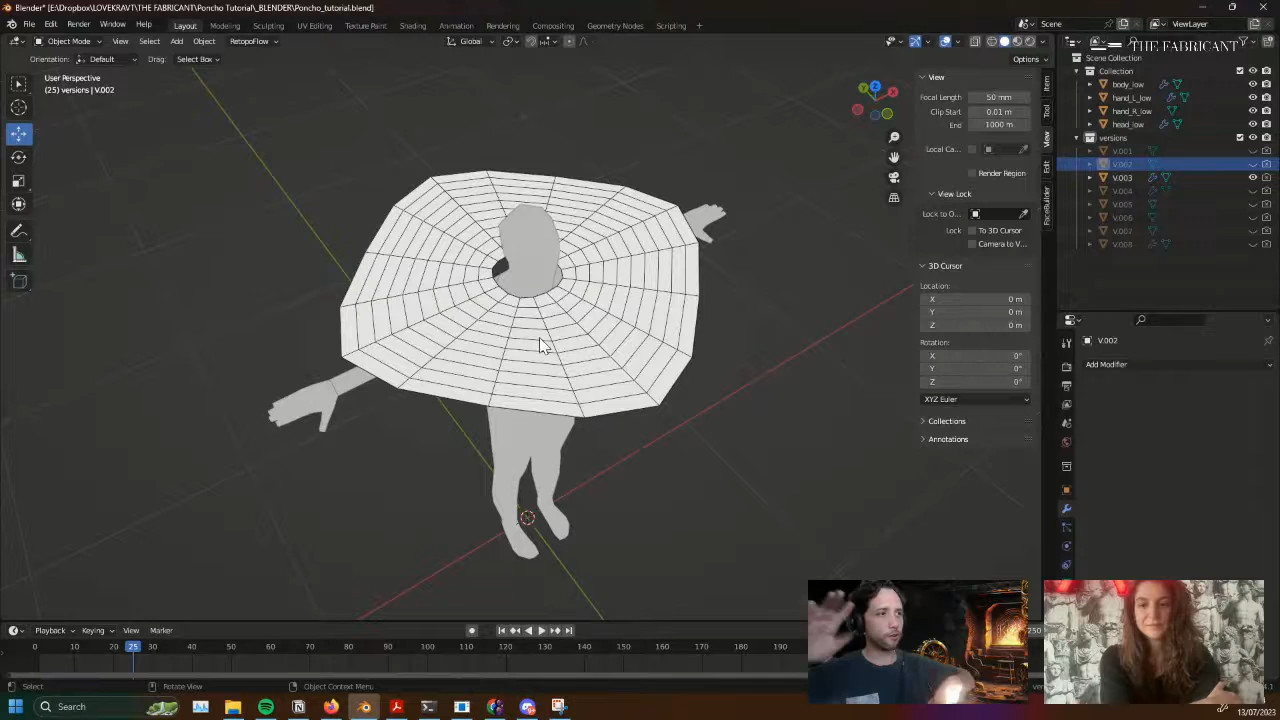 Blender* [E:\Dropbox\LOVEKRAVT\THE FABRICANT\Poncho Tutorial\_BLENDER\Poncho_tutorial.blend]
File Edit Render Window Help Layout Modeling Sculpting UV Editing Texture Paint Shading Animation Rendering Compositing Geometry Nodes Scripting + Scene ViewLayer
Object Mode View Select Add Object RetopoFlow Global
THE FABRICANT
Orientation: Default Drag: Select Box Options
User Perspective
(25) versions | V.002
Z
Y
X
Item
Tool
View
Edit
FaceBuilder
View
Focal Length 50 mm
Clip Start 0.01 m
End 1000 m
Local Ca...
Render Region
View Lock
Lock to O...
Lock To 3D Cursor
Camera to V...
3D Cursor
Location:
X 0 m
Y 0 m
Z 0 m
Rotation:
X 0°
Y 0°
Z 0°
XYZ Euler
Collections
Annotations
Scene Collection
Collection
body_low
hand_L_low
hand_R_low
head_low
versions
V.001
V.002
V.003
V.004
V.005
V.006
V.007
V.008
V.002
Add Modifier
Playback Keying View Marker
250
0 10 20 25 30 40 50 60 70 80 90 100 110 120 130 140 150 160 170 180 190
Select Rotate View Object Context Menu
Search
13/07/2023